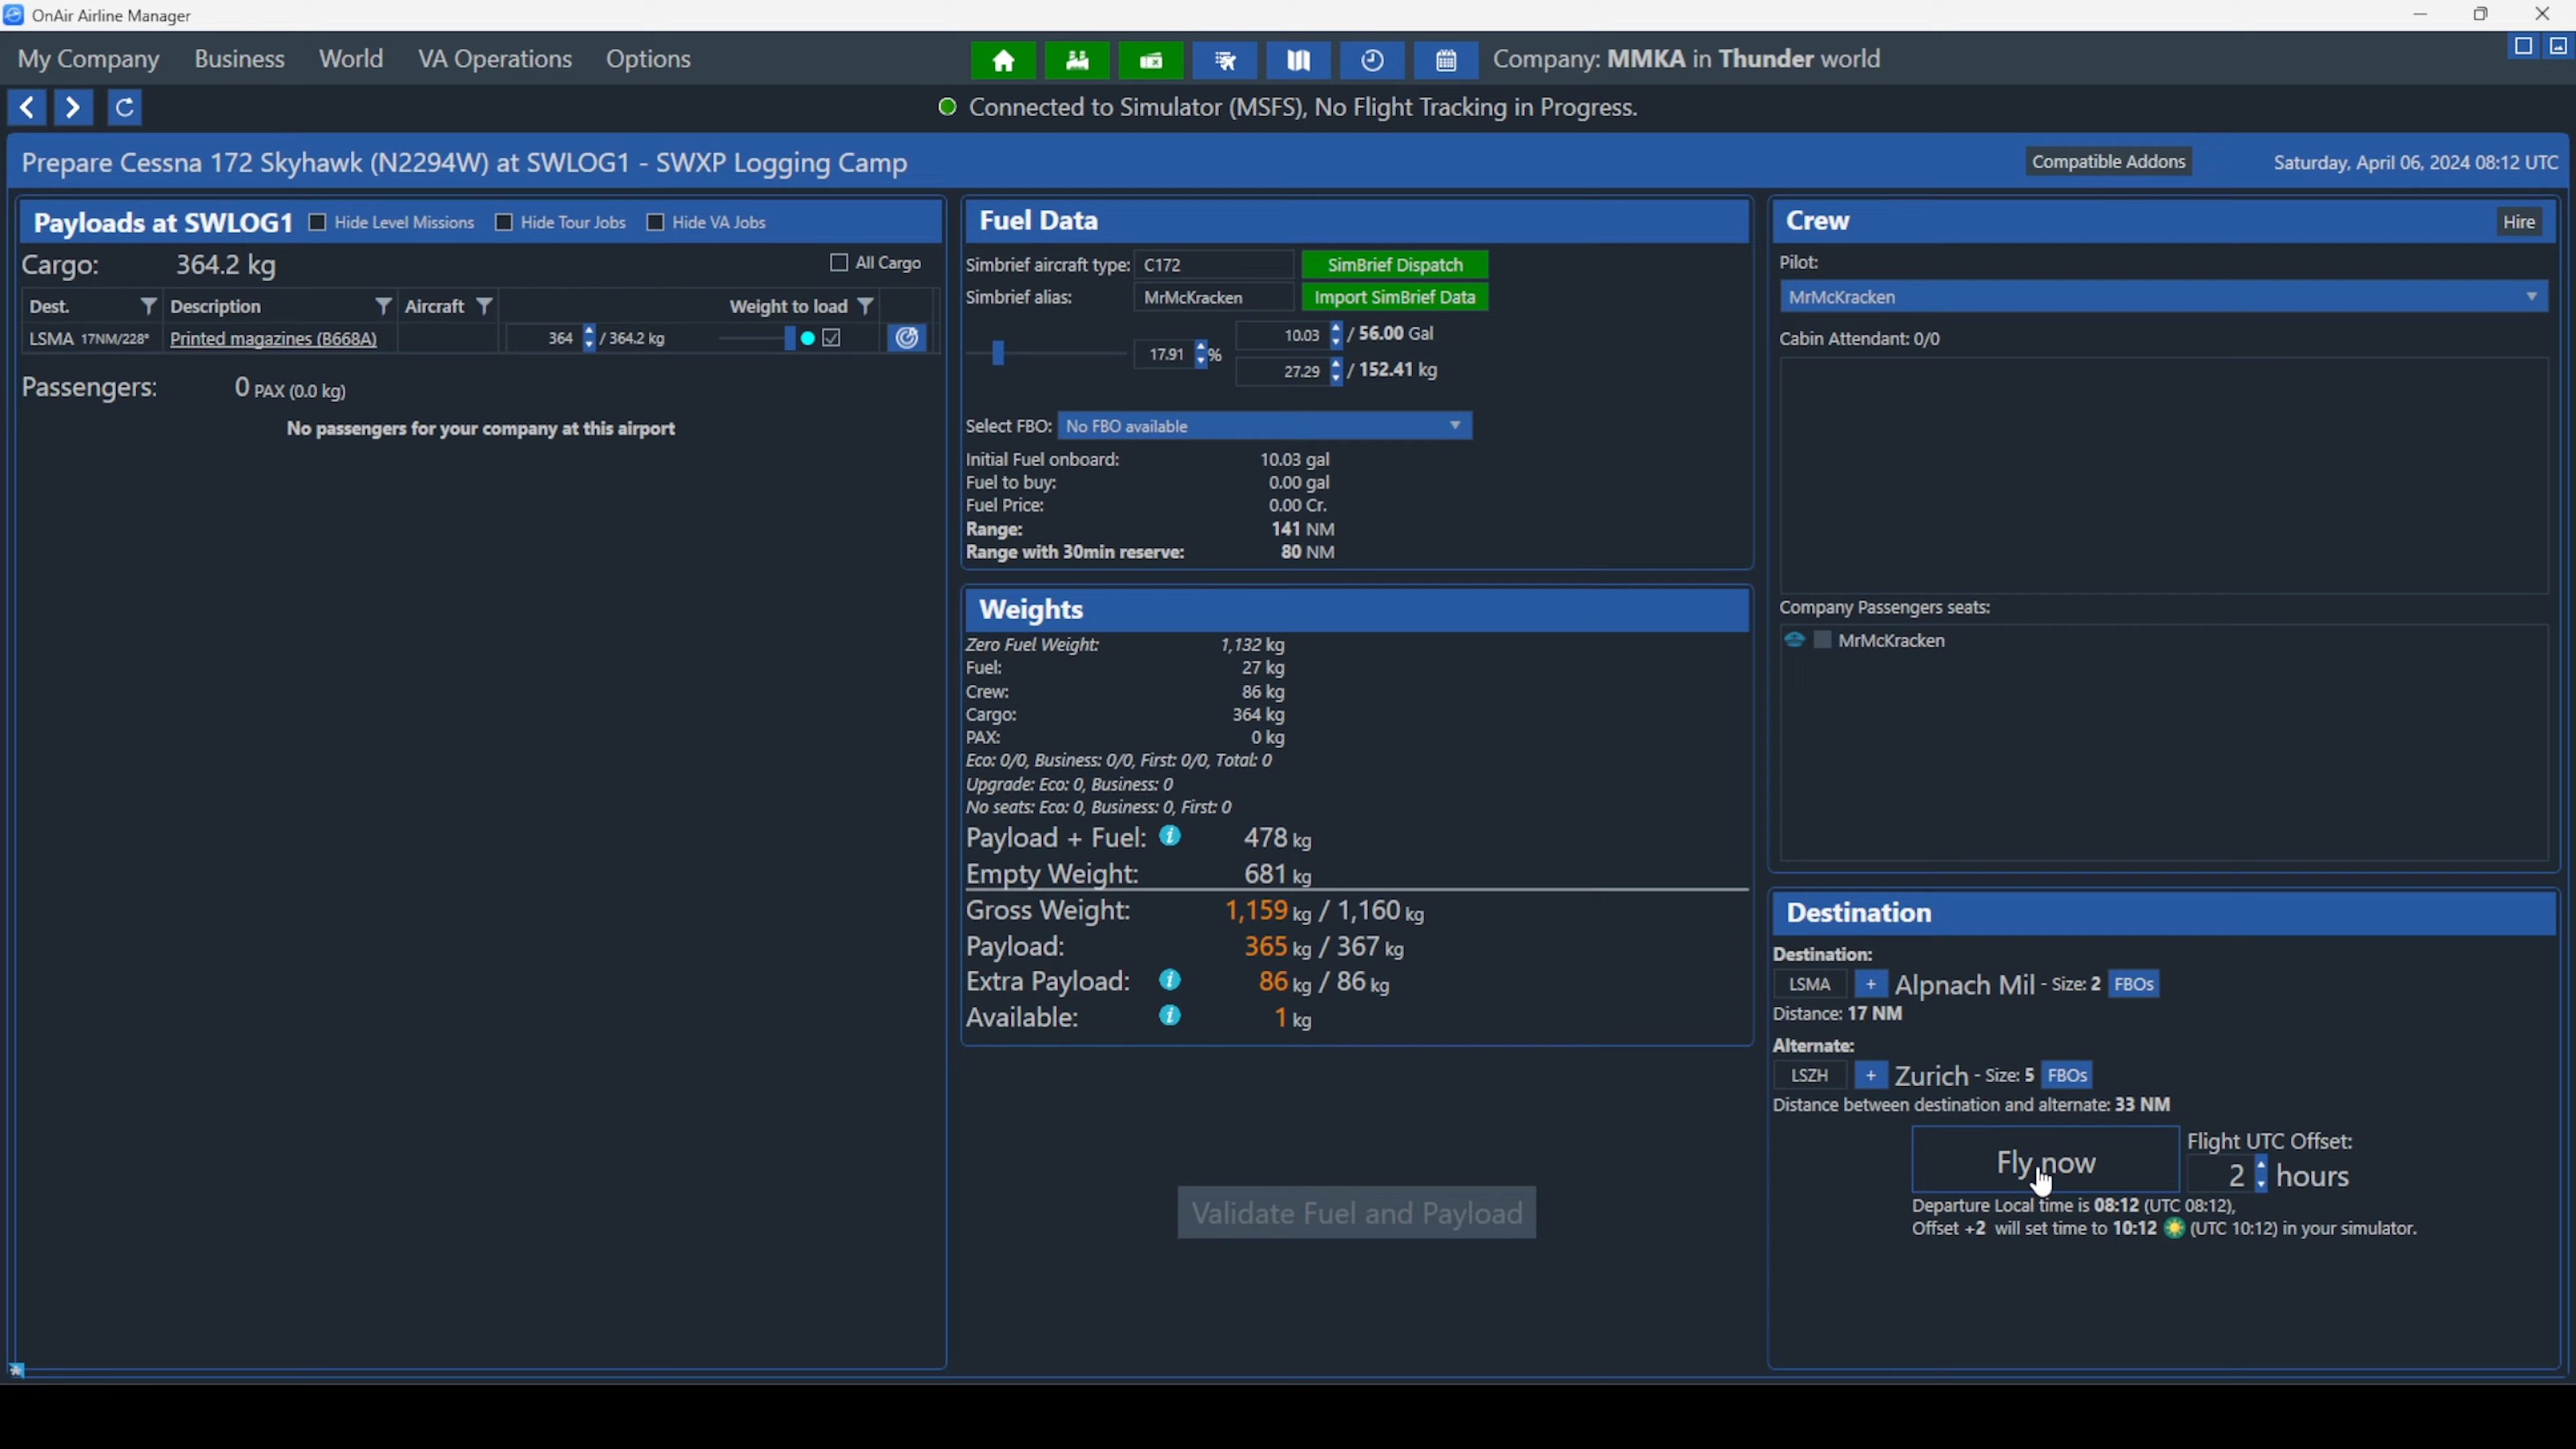 OnAir Airline Manager
My Company Business World VA Operations Options Company: MMKA in Thunder world
Connected to Simulator (MSFS), No Flight Tracking in Progress.
Prepare Cessna 172 Skyhawk (N2294W) at SWLOG1 - SWXP Logging Camp Compatible Addons Saturday, April 06, 2024 08:12 UTC
Payloads at SWLOG1 Hide Level Missions Hide Tour Jobs Hide VA Jobs
Cargo: 364.2 kg All Cargo
Dest. Description Aircraft Weight to load
LSMA 17NM/228° Printed magazines (B668A) 364 / 364.2 kg
Passengers: 0 PAX (0.0 kg)
No passengers for your company at this airport
Fuel Data
Simbrief aircraft type: C172 SimBrief Dispatch
Simbrief alias: MrMcKracken Import SimBrief Data
17.91 % 10.03 / 56.00 Gal
27.29 / 152.41 kg
Select FBO: No FBO available
Initial Fuel onboard: 10.03 gal
Fuel to buy: 0.00 gal
Fuel Price: 0.00 Cr.
Range: 141 NM
Range with 30min reserve: 80 NM
Weights
Zero Fuel Weight: 1,132 kg
Fuel: 27 kg
Crew: 86 kg
Cargo: 364 kg
PAX: 0 kg
Eco: 0/0, Business: 0/0, First: 0/0, Total: 0
Upgrade: Eco: 0, Business: 0
No seats: Eco: 0, Business: 0, First: 0
Payload + Fuel: i 478 kg
Empty Weight: 681 kg
Gross Weight: 1,159 kg / 1,160 kg
Payload: 365 kg / 367 kg
Extra Payload: i 86 kg / 86 kg
Available: i 1 kg
Validate Fuel and Payload
Crew Hire
Pilot:
MrMcKracken
Cabin Attendant: 0/0
Company Passengers seats:
MrMcKracken
Destination
Destination:
LSMA + Alpnach Mil - Size: 2 FBOs
Distance: 17 NM
Alternate:
LSZH + Zurich - Size: 5 FBOs
Distance between destination and alternate: 33 NM
Fly now Flight UTC Offset:
2 hours
Departure Local time is 08:12 (UTC 08:12),
Offset +2 will set time to 10:12 (UTC 10:12) in your simulator.